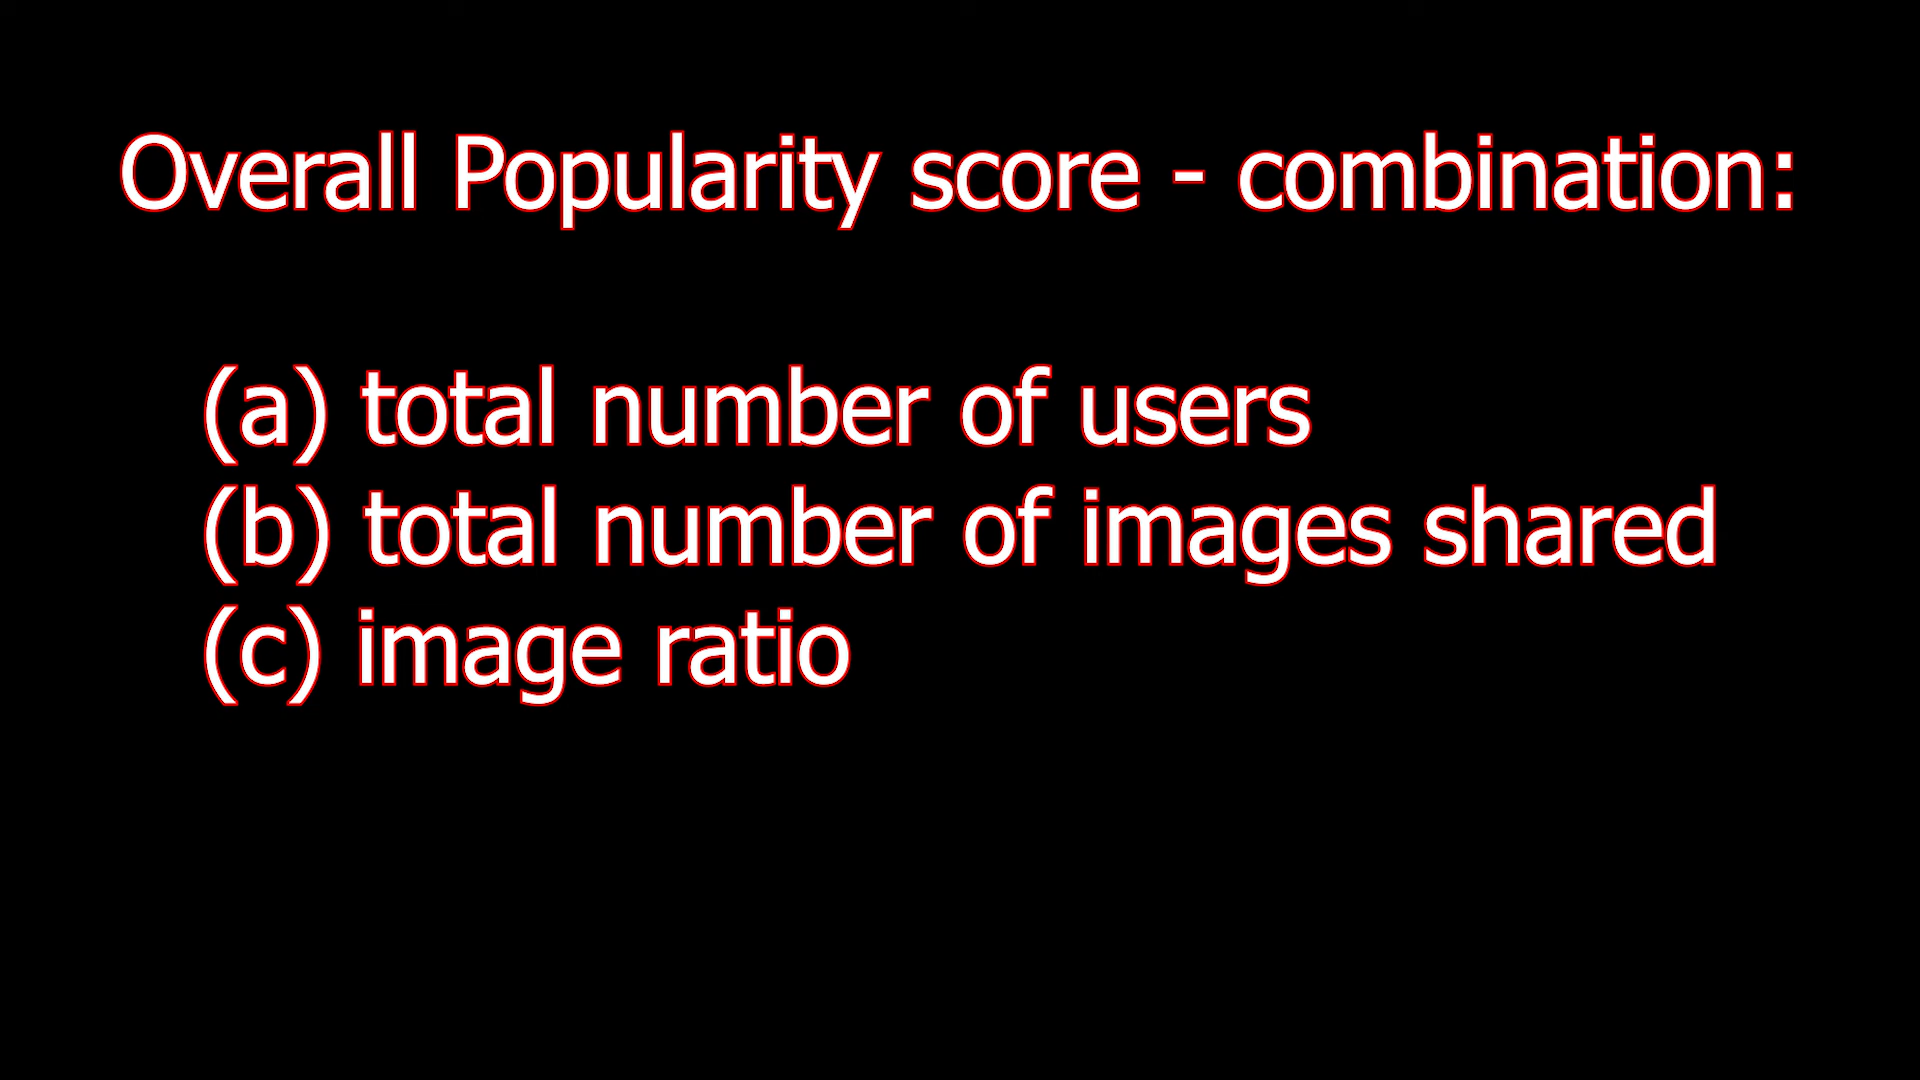 Overall Popularity score - combination:
(a) total number of users
(b) total number of images shared
(c) image ratio